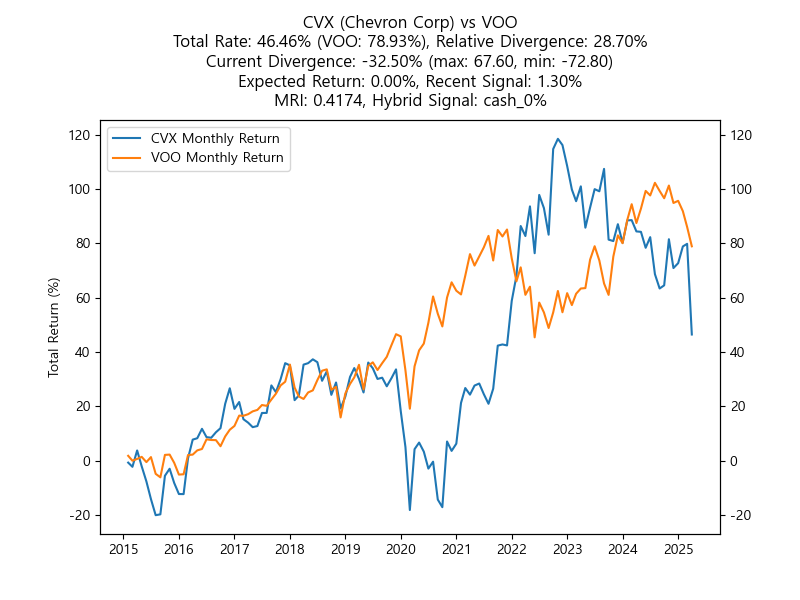 CVX (Chevron Corp) vs VOO
Total Rate: 46.46% (VOO: 78.93%), Relative Divergence: 28.70%
Current Divergence: -32.50% (max: 67.60, min: -72.80)
Expected Return: 0.00%, Recent Signal: 1.30%
MRI: 0.4174, Hybrid Signal: cash_0%
CVX Monthly Return
VOO Monthly Return
Total Return (%)
120
100
80
60
40
20
0
-20
120
100
80
60
40
20
0
-20
2015 2016 2017 2018 2019 2020 2021 2022 2023 2024 2025